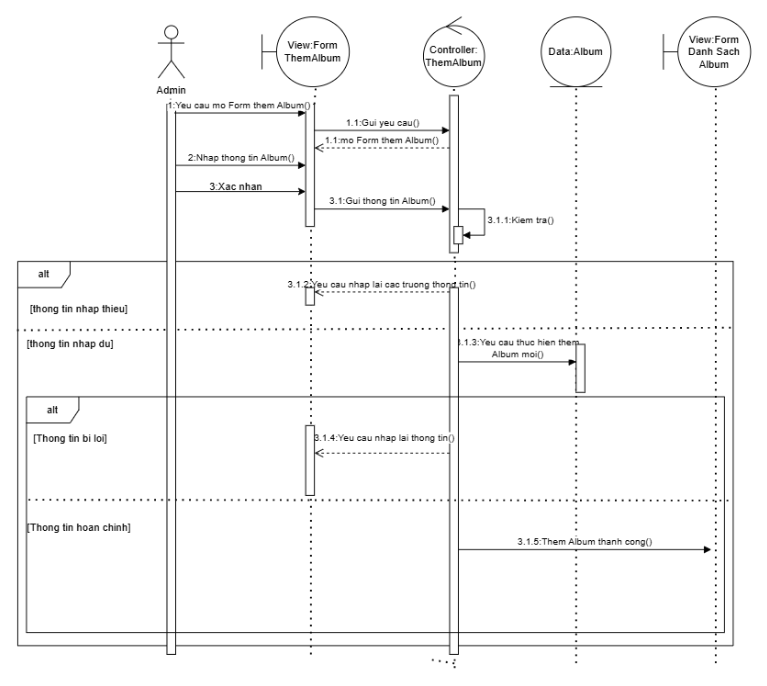 View:Form
ThemAlbum
Controller:
ThemAlbum
Data:Album
View:Form
Danh Sach
Album
Admin
1:Yeu cau mo Form them Album()
1.1:Gui yeu cau()
1.1:mo Form them Album()
2:Nhap thong tin Album()
3:Xac nhan
3.1:Gui thong tin Album()
3.1.1:Kiem tra()
alt
3.1.2:Yeu cau nhap lai cac truong thong tin()
[thong tin nhap thieu]
[thong tin nhap du]
3.1.3:Yeu cau thuc hien them
Album moi()
alt
[Thong tin bi loi]
3.1.4:Yeu cau nhap lai thong tin()
[Thong tin hoan chinh]
3.1.5:Them Album thanh cong()